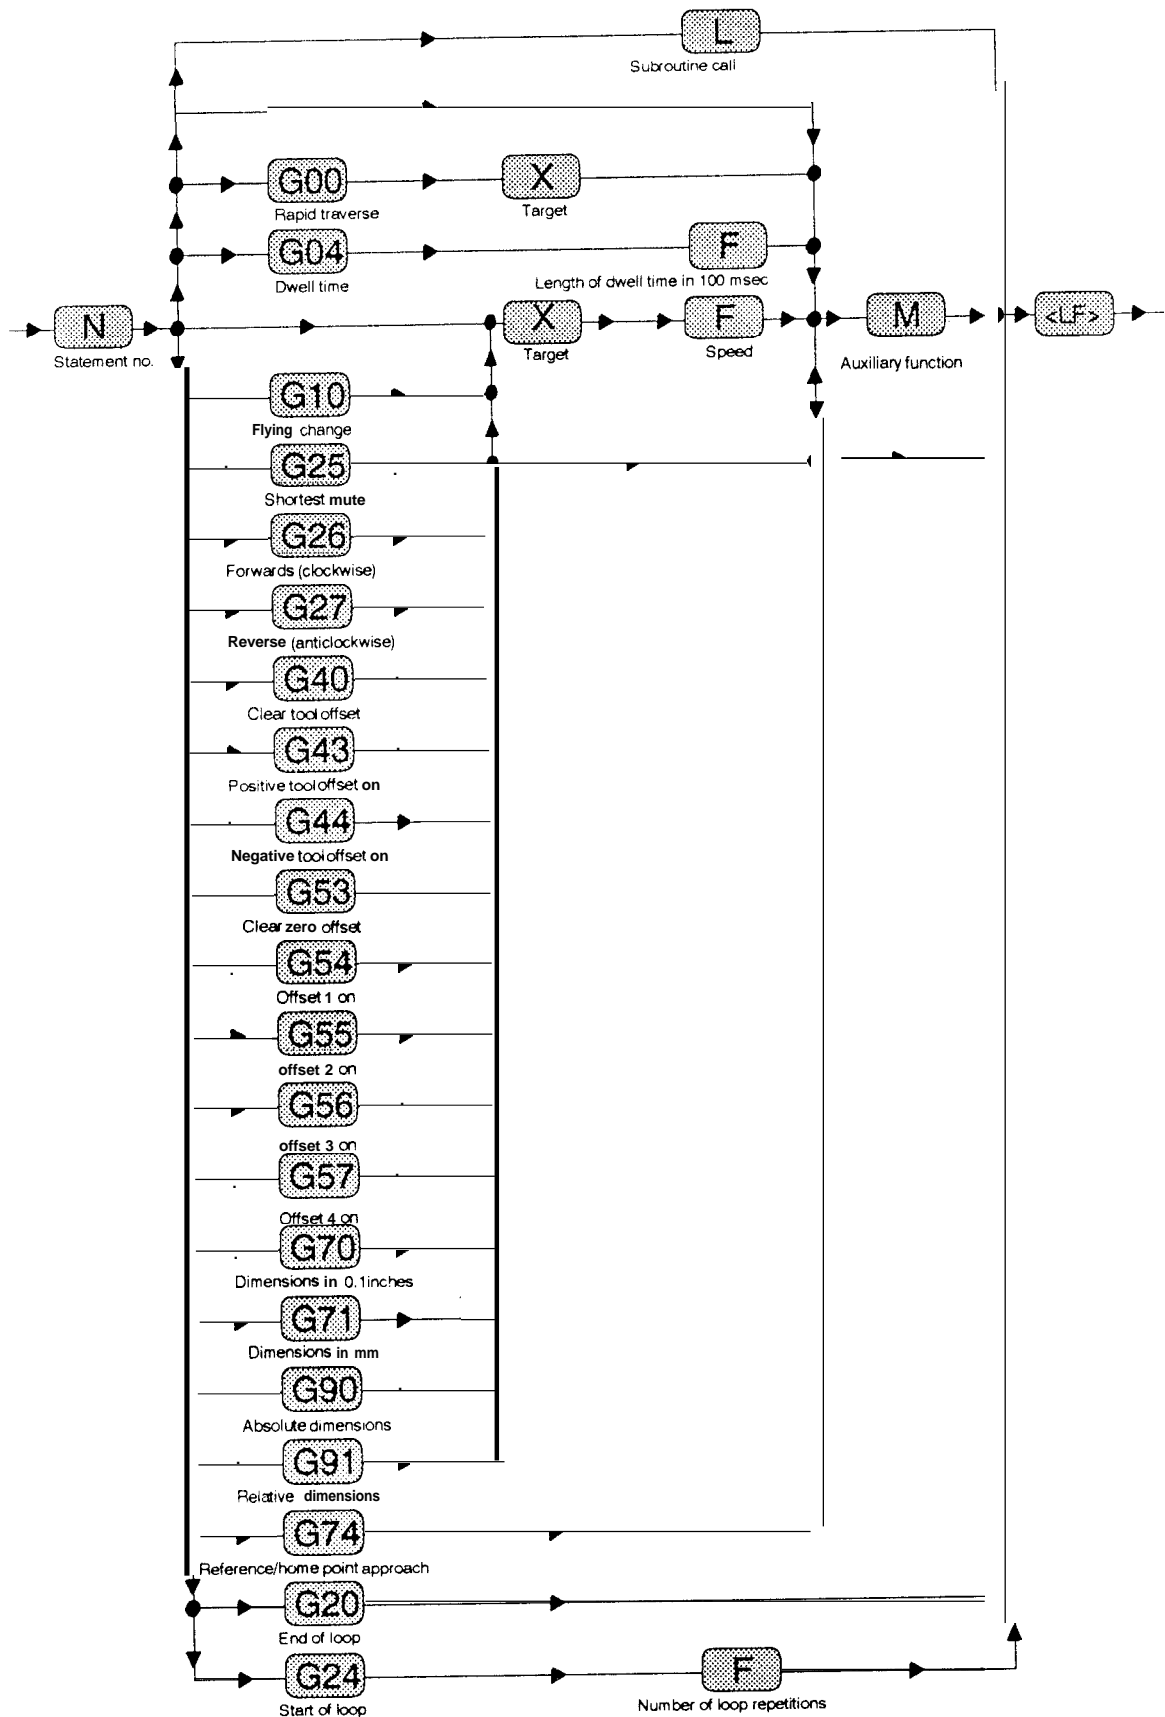 L
Subroutine call
G00
X
Rapid traverse
Target
G04
F
Dwell time
Length of dwell time in 100 msec
N
X
F
M
<LF>
Statement no.
Target
Speed
Auxiliary function
G10
Flying change
G25
Shortest mute
G26
Forwards (clockwise)
G27
Reverse (anticlockwise)
G40
Clear tool offset
G43
Positive tool offset on
G44
Negative tool offset on
G53
Clear zero offset
G54
Offset 1 on
G55
offset 2 on
G56
offset 3 on
G57
Offset 4 on
G70
Dimensions in 0.1 inches
G71
Dimensions in mm
G90
Absolute dimensions
G91
Relative dimensions
G74
Reference/home point approach
G20
End of loop
G24
F
Start of loop
Number of loop repetitions